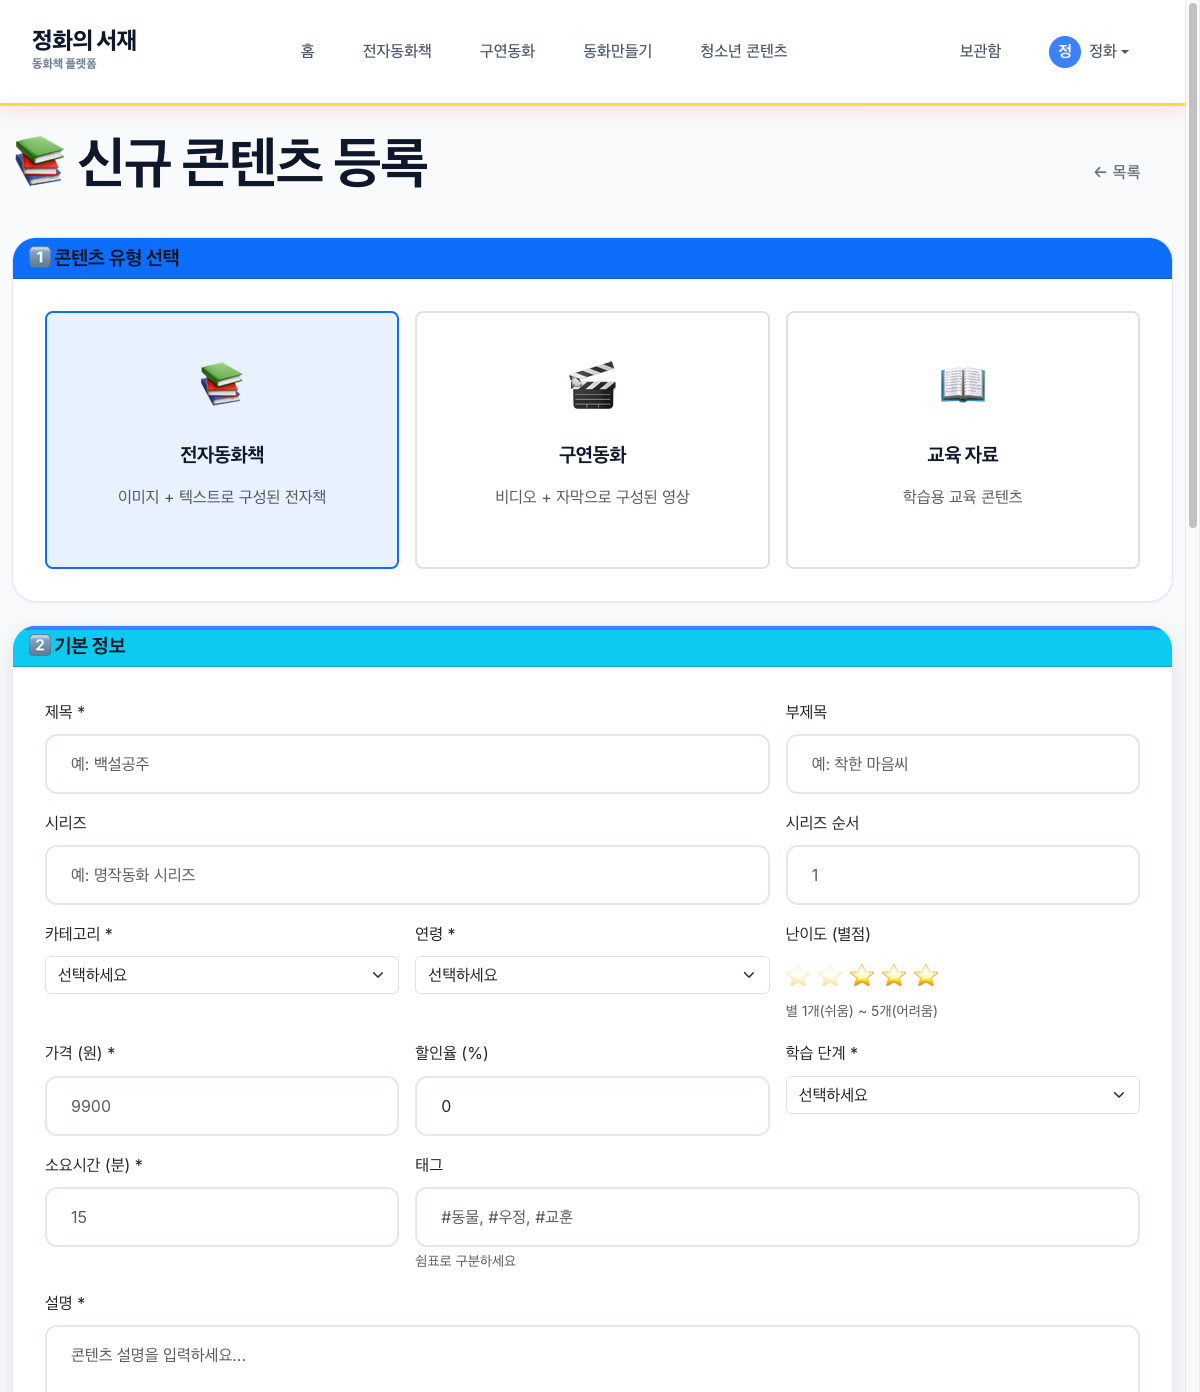 정화의 서재
동화책 플랫폼
홈 전자동화책 구연동화 동화만들기 청소년 콘텐츠 보관함 정 정화
📚 신규 콘텐츠 등록
← 목록
1️⃣ 콘텐츠 유형 선택
전자동화책
이미지 + 텍스트로 구성된 전자책
구연동화
비디오 + 자막으로 구성된 영상
교육 자료
학습용 교육 콘텐츠
2️⃣ 기본 정보
제목 *
예: 백설공주
부제목
예: 착한 마음씨
시리즈
예: 명작동화 시리즈
시리즈 순서
1
카테고리 *
선택하세요
연령 *
선택하세요
난이도 (별점)
별 1개(쉬움) ~ 5개(어려움)
가격 (원) *
9900
할인율 (%)
0
학습 단계 *
선택하세요
소요시간 (분) *
15
태그
#동물, #우정, #교훈
쉼표로 구분하세요
설명 *
콘텐츠 설명을 입력하세요...